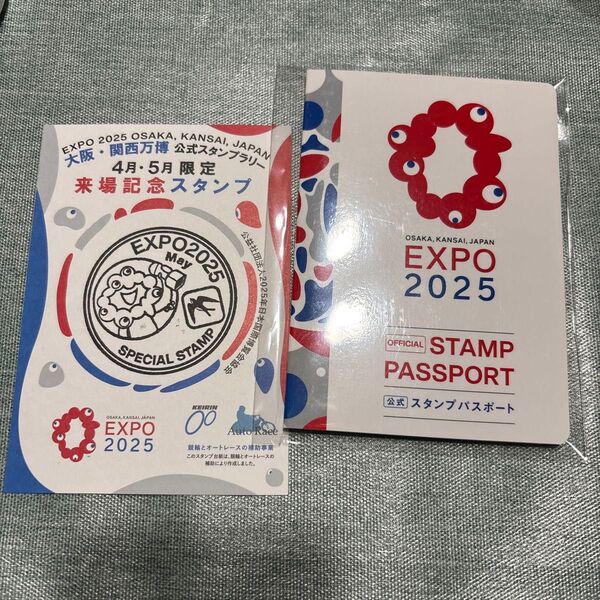 EXPO 2025 OSAKA, KANSAI, JAPAN
大阪・関西万博 公式スタンプラリー
4月・5月 限定
来場記念スタンプ
EXPO2025
May
SPECIAL STAMP
公益社団法人2025年日本国際博覧会協会
OSAKA, KANSAI, JAPAN
EXPO
2025
KEIRIN
Auto Race
競輪とオートレースの補助事業
このスタンプ台紙は、競輪とオートレースの
補助により作成しました。
OSAKA, KANSAI, JAPAN
EXPO
2025
OFFICIAL STAMP
PASSPORT
公式 スタンプパスポート